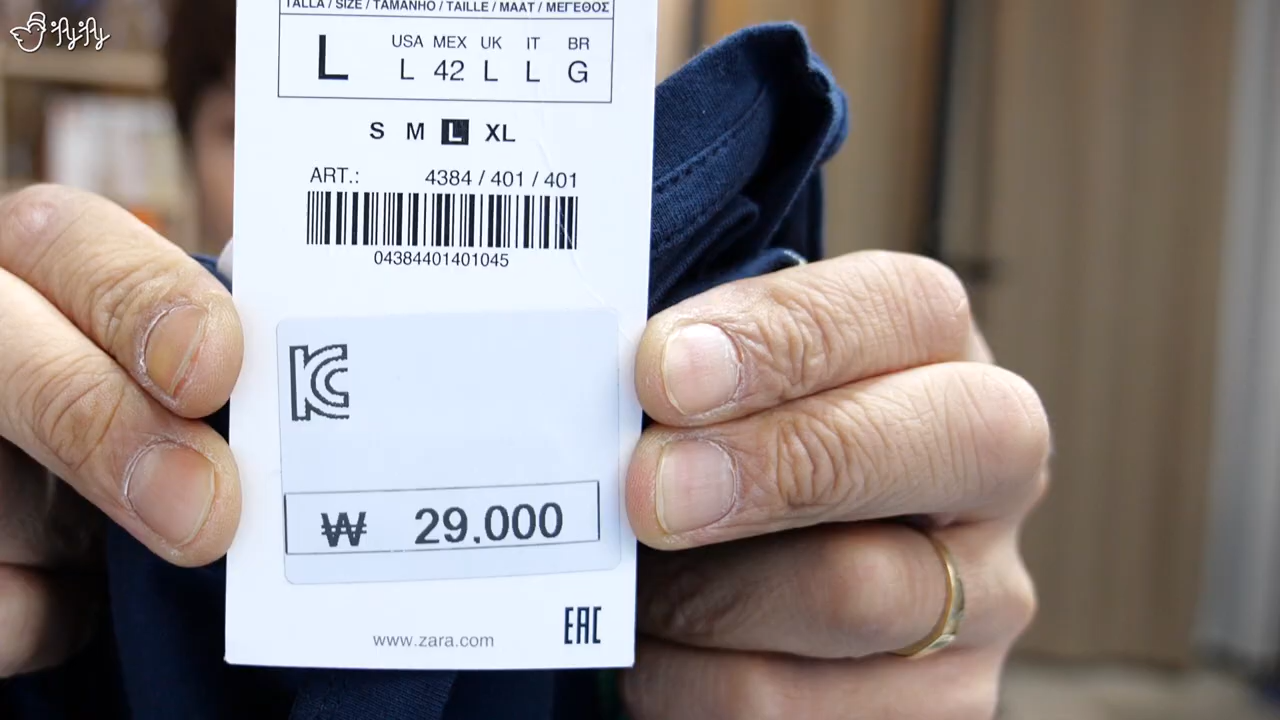 TALLA / SIZE / TAMANHO / TAILLE / MAAT / ΜΕΓΕΘΟΣ
USA MEX UK IT BR
L L 42 L L G
S M L XL
ART.: 4384 / 401 / 401
04384401401045
KC
₩ 29.000
www.zara.com
EAC